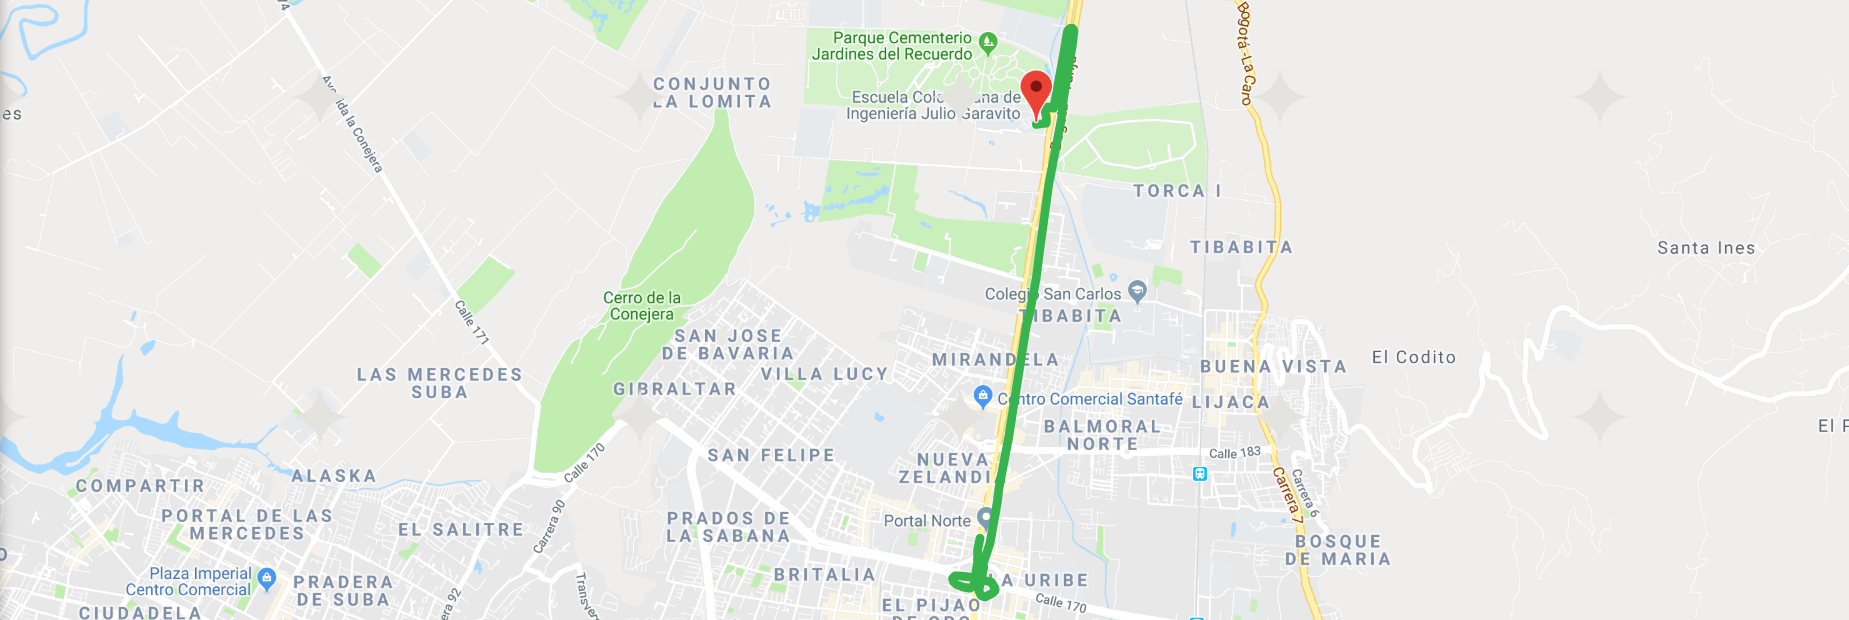 74
Bogotá-La Caro
Parque Cementerio
Jardines del Recuerdo
CONJUNTO
LA LOMITA
Escuela
de
Ingeniería Julio Garavito
es
Avenida la Conejera
TORCA I
TIBABITA
Santa Ines
Cerro de la
Conejera
Colegio San Carlos
TIBABITA
Calle 171
SAN JOSE
DE BAVARIA
MIRANDELA
El Codito
BUENA VISTA
VILLA LUCY
LAS MERCEDES
SUBA
GIBRALTAR
Centro Comercial Santafé
LIJACA
BALMORAL
NORTE
El
Calle 183
SAN FELIPE
NUEVA
ZELANDI
Calle 170
ALASKA
COMPARTIR
Carrera 7
Carrera 6
PORTAL DE LAS
MERCEDES
EL SALITRE
Carrera 90
PRADOS DE
LA SABANA
Portal Norte
BOSQUE
DE MARIA
O
Plaza Imperial
Centro Comercial
PRADERA
DE SUBA
BRITALIA
LA URIBE
Transvers
92
CIUDADELA
EL PIJAO
DE ORO
Calle 170